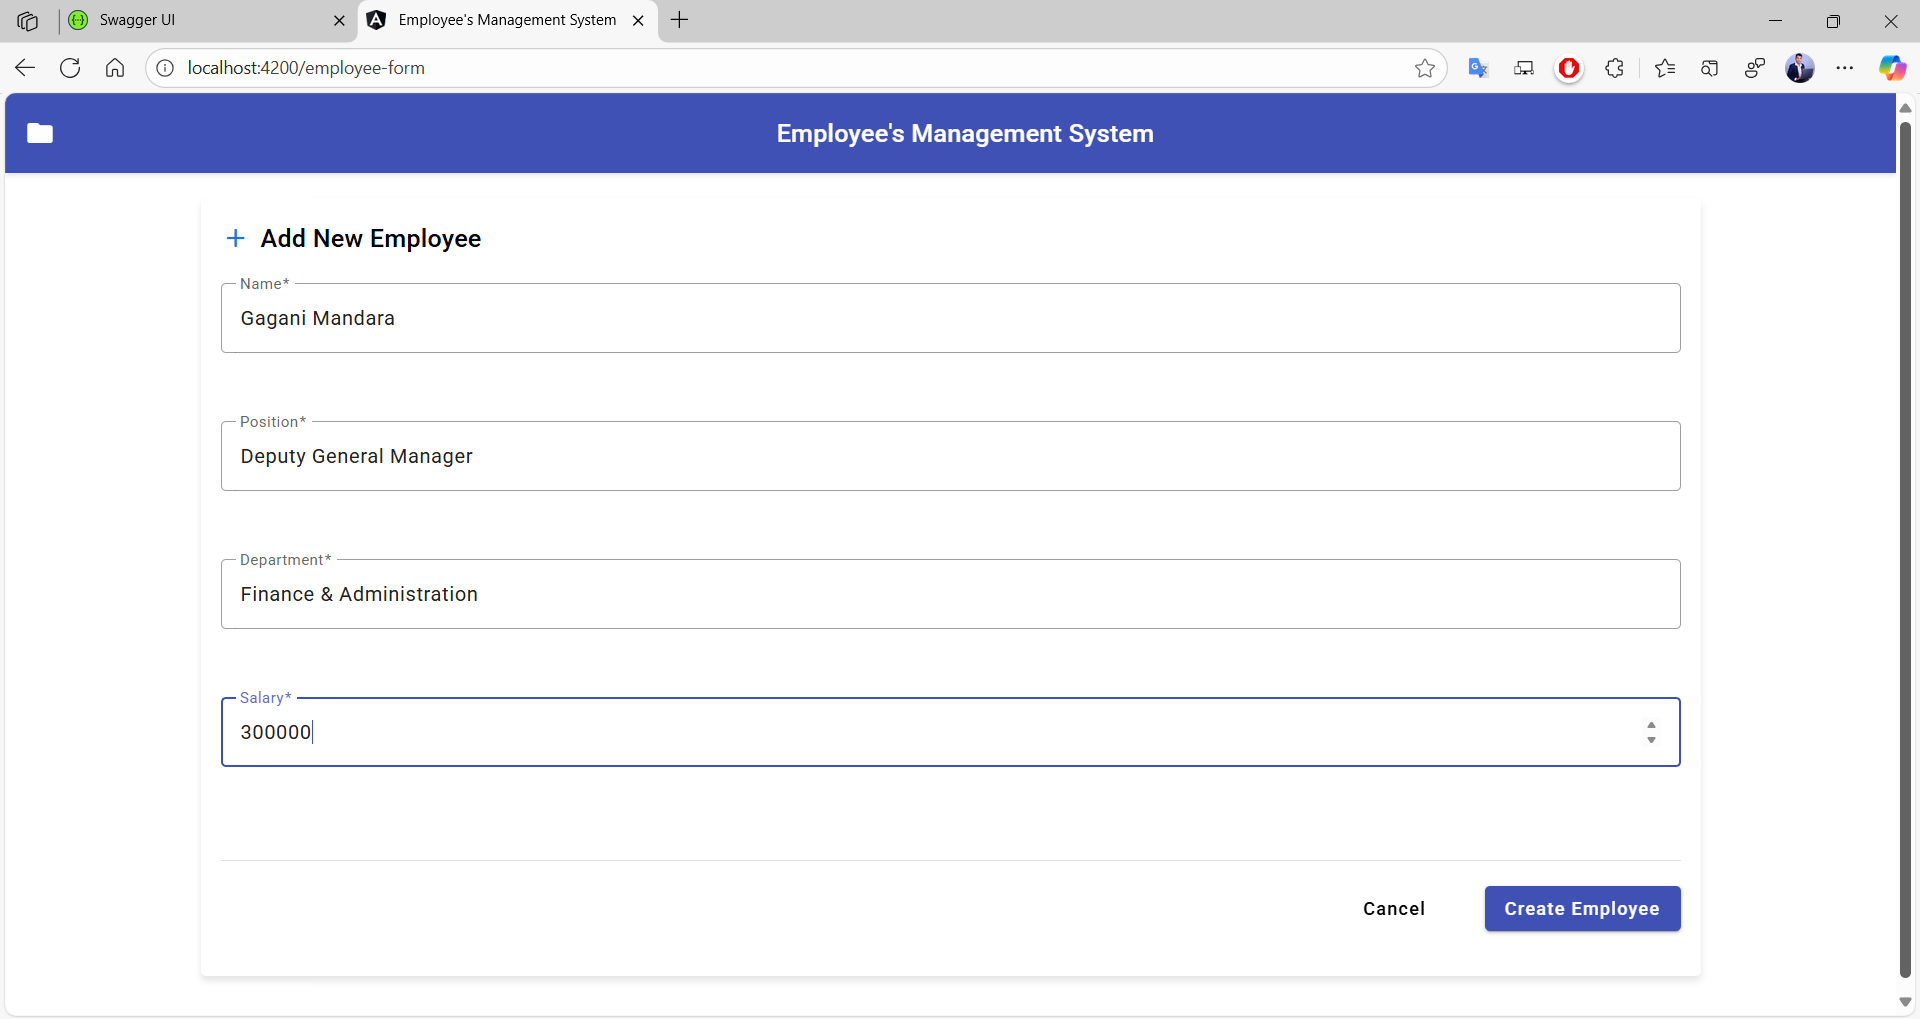 Swagger UI
Employee's Management System
localhost:4200/employee-form
Employee's Management System
+ Add New Employee
Name*
Gagani Mandara
Position*
Deputy General Manager
Department*
Finance & Administration
Salary*
300000
Cancel
Create Employee